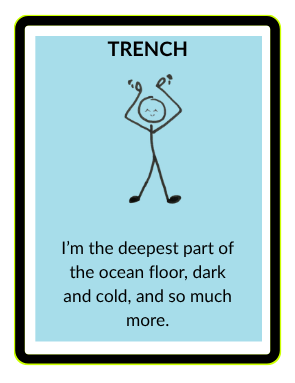 TRENCH
I’m the deepest part of
the ocean floor, dark
and cold, and so much
more.